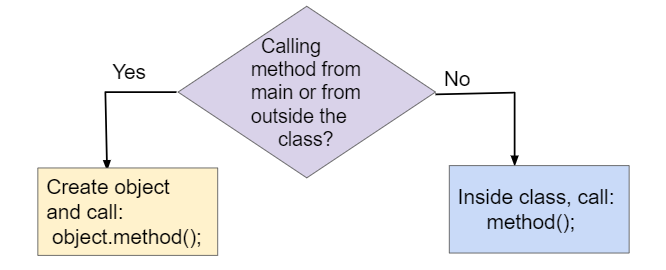 Calling
method from
main or from
outside the
class?
Yes
No
Create object
and call:
object.method();
Inside class, call:
method();